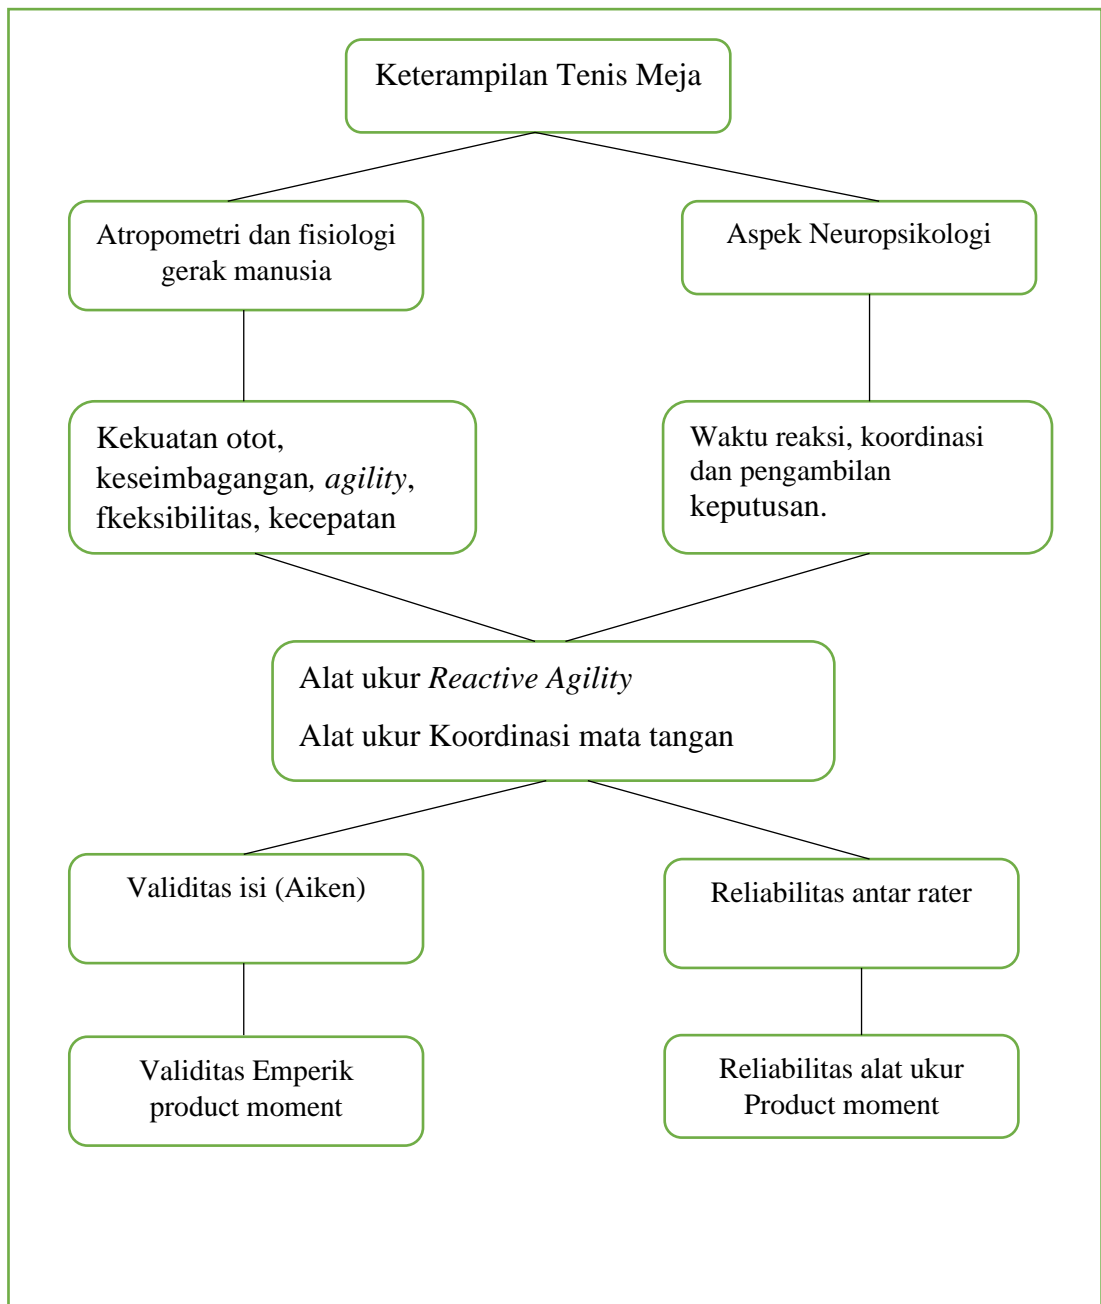 Keterampilan Tenis Meja
Atropometri dan fisiologi
gerak manusia
Aspek Neuropsikologi
Kekuatan otot,
keseimbagangan, agility,
fkeksibilitas, kecepatan
Waktu reaksi, koordinasi
dan pengambilan
keputusan.
Alat ukur Reactive Agility
Alat ukur Koordinasi mata tangan
Validitas isi (Aiken)
Reliabilitas antar rater
Validitas Emperik
product moment
Reliabilitas alat ukur
Product moment